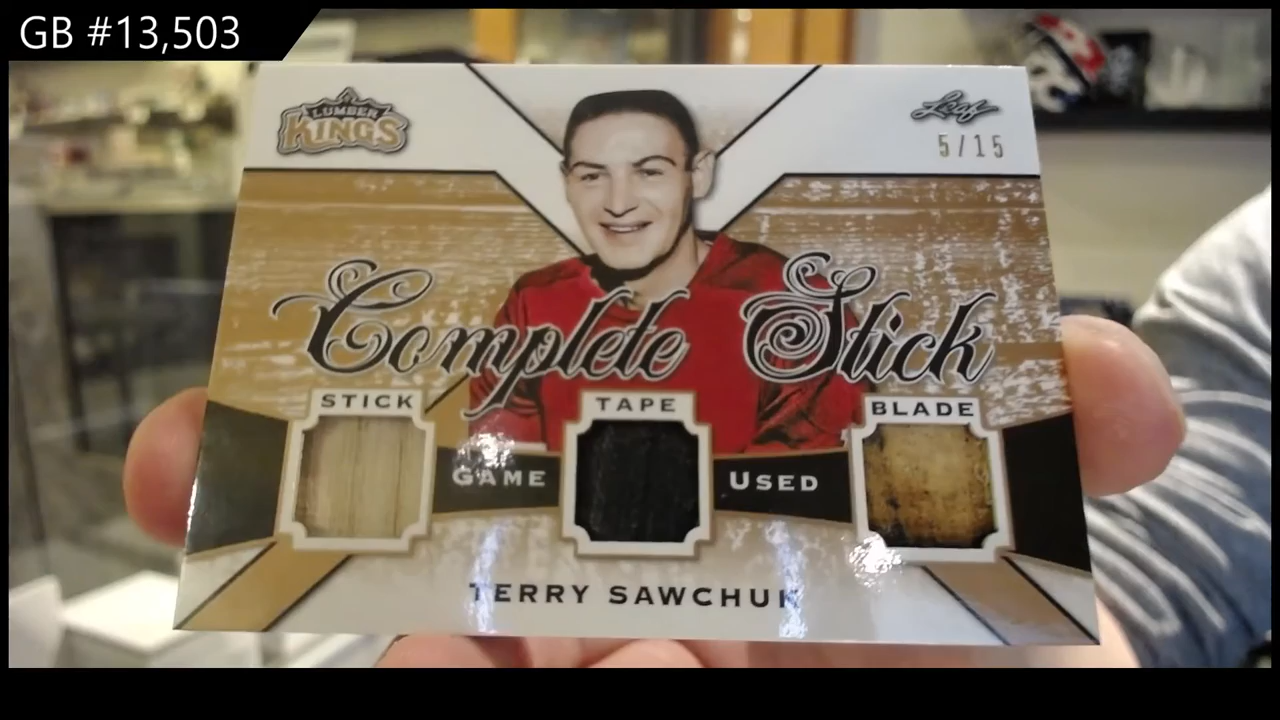 GB #13,503
LUMBER
KINGS
Leaf
5/15
Complete Stick
STICK
TAPE
BLADE
GAME
USED
TERRY SAWCHUK